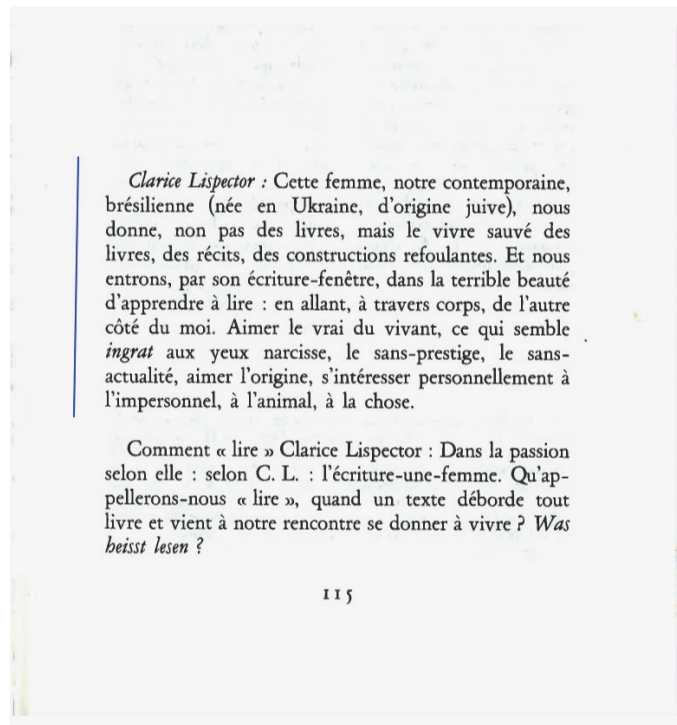 Clarice Lispector : Cette femme, notre contemporaine,
brésilienne (née en Ukraine, d'origine juive), nous
donne, non pas des livres, mais le vivre sauvé des
livres, des récits, des constructions refoulantes. Et nous
entrons, par son écriture-fenêtre, dans la terrible beauté
d'apprendre à lire : en allant, à travers corps, de l'autre
côté du moi. Aimer le vrai du vivant, ce qui semble
ingrat aux yeux narcisse, le sans-prestige, le sans-
actualité, aimer l'origine, s'intéresser personnellement à
l'impersonnel, à l'animal, à la chose.
Comment « lire » Clarice Lispector : Dans la passion
selon elle : selon C. L. : l'écriture-une-femme. Qu'ap-
pellerons-nous « lire », quand un texte déborde tout
livre et vient à notre rencontre se donner à vivre ? Was
heisst lesen ?
115